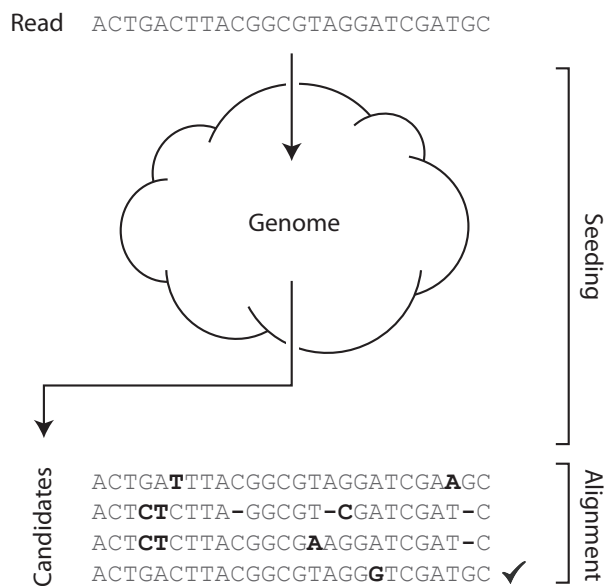 Read ACTGACTTACGGCGTAGGATCGATGC
Genome
Seeding
Candidates
ACTGATTTACGGCGTAGGATCGAAGC
ACTCTCTTA-GGCGT-CGATCGAT-C
ACTCTCTTACGGCGAAGGATCGAT-C
ACTGACTTACGGCGTAGGGTCGATGC ✓
Alignment